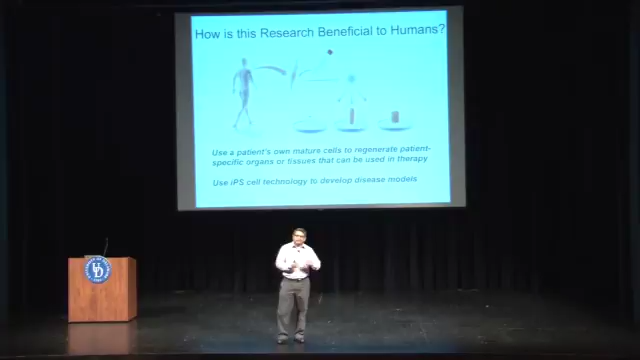 How is this Research Beneficial to Humans?
Use a patient's own mature cells to regenerate patient-
specific organs or tissues that can be used in therapy
Use iPS cell technology to develop disease models
UD